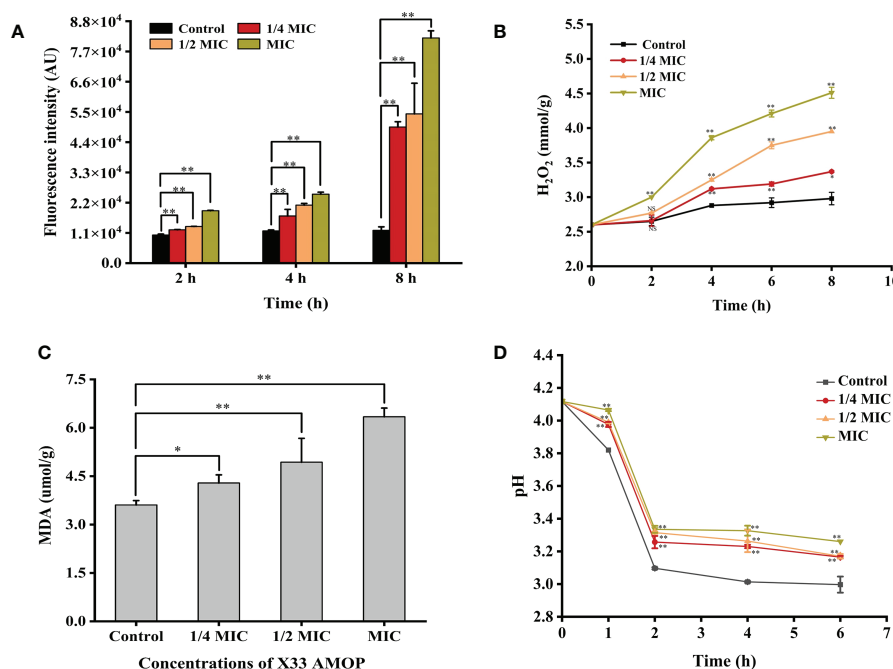 A
Control
1/4 MIC
1/2 MIC
MIC
Fluorescence intensity (AU)
8.8×10⁴
7.7×10⁴
6.6×10⁴
5.5×10⁴
4.4×10⁴
3.3×10⁴
2.2×10⁴
1.1×10⁴
0.0
**
**
**
**
**
**
**
**
**
2 h
4 h
8 h
Time (h)
B
Control
1/4 MIC
1/2 MIC
MIC
H₂O₂ (mmol/g)
5.5
5.0
4.5
4.0
3.5
3.0
2.5
2.0
**
NS
NS
**
**
**
**
**
**
**
**
*
0
2
4
6
8
10
Time (h)
C
MDA (umol/g)
7.5
6.0
4.5
3.0
1.5
0.0
**
**
*
Control
1/4 MIC
1/2 MIC
MIC
Concentrations of X33 AMOP
D
Control
1/4 MIC
1/2 MIC
MIC
pH
4.4
4.2
4.0
3.8
3.6
3.4
3.2
3.0
2.8
**
**
**
**
**
**
**
**
**
**
**
**
0
1
2
3
4
5
6
7
Time (h)